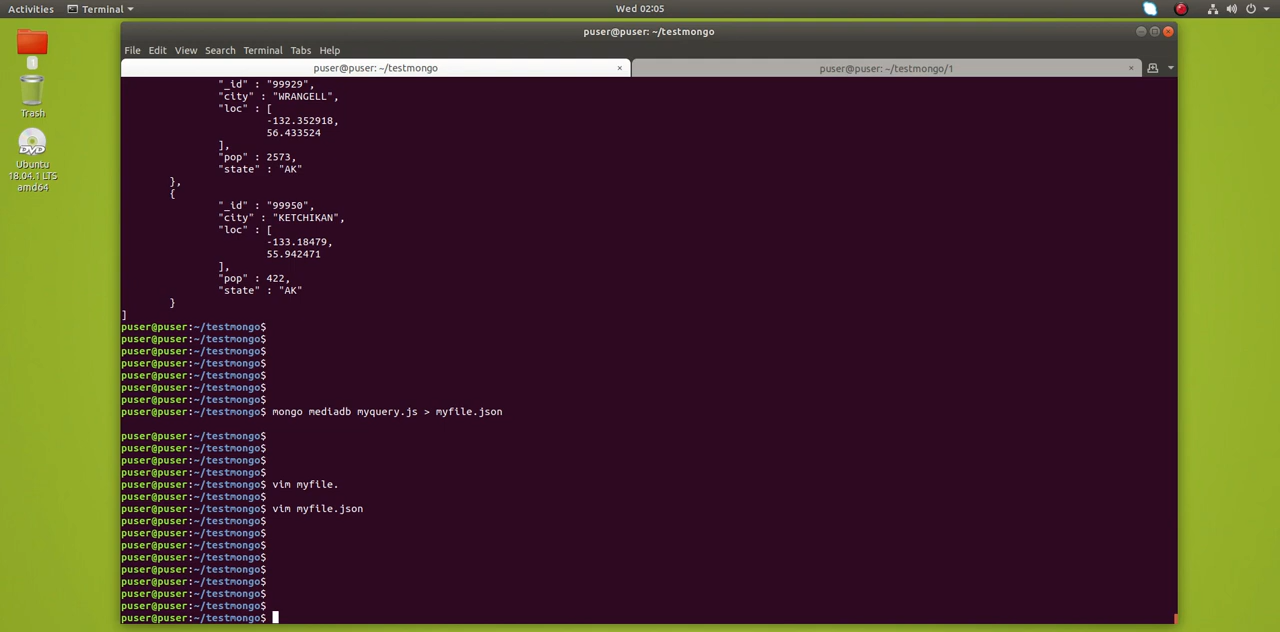 Activities
Terminal
Wed 02:05
puser@puser: ~/testmongo
File Edit View Search Terminal Tabs Help
puser@puser: ~/testmongo ×
puser@puser: ~/testmongo/1 ×
1
Trash
DVD
Ubuntu
18.04.1 LTS
amd64
"_id" : "99929",
"city" : "WRANGELL",
"loc" : [
-132.352918,
56.433524
],
"pop" : 2573,
"state" : "AK"
},
{
"_id" : "99950",
"city" : "KETCHIKAN",
"loc" : [
-133.18479,
55.942471
],
"pop" : 422,
"state" : "AK"
}
]
puser@puser:~/testmongo$
puser@puser:~/testmongo$
puser@puser:~/testmongo$
puser@puser:~/testmongo$
puser@puser:~/testmongo$
puser@puser:~/testmongo$
puser@puser:~/testmongo$
puser@puser:~/testmongo$ mongo mediadb myquery.js > myfile.json
puser@puser:~/testmongo$
puser@puser:~/testmongo$
puser@puser:~/testmongo$
puser@puser:~/testmongo$
puser@puser:~/testmongo$ vim myfile.
puser@puser:~/testmongo$
puser@puser:~/testmongo$ vim myfile.json
puser@puser:~/testmongo$
puser@puser:~/testmongo$
puser@puser:~/testmongo$
puser@puser:~/testmongo$
puser@puser:~/testmongo$
puser@puser:~/testmongo$
puser@puser:~/testmongo$
puser@puser:~/testmongo$
puser@puser:~/testmongo$